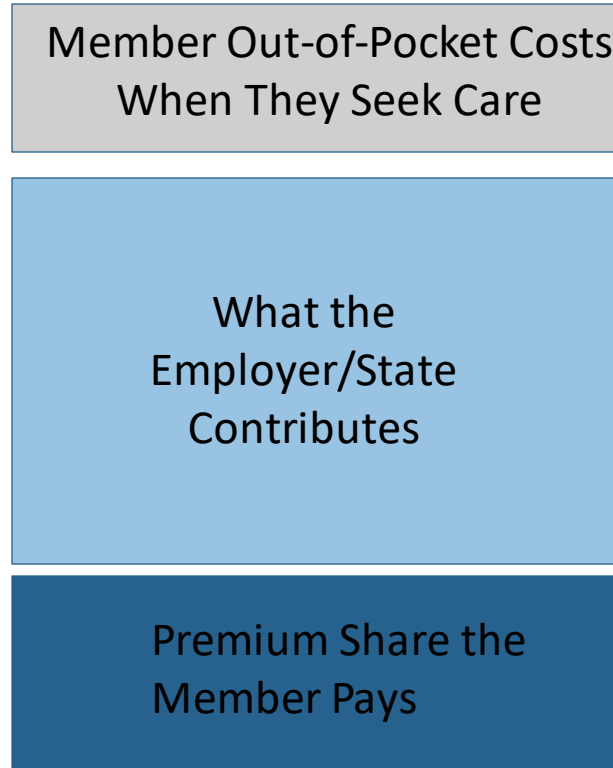 Member Out-of-Pocket Costs
When They Seek Care
What the
Employer/State
Contributes
Premium Share the
Member Pays